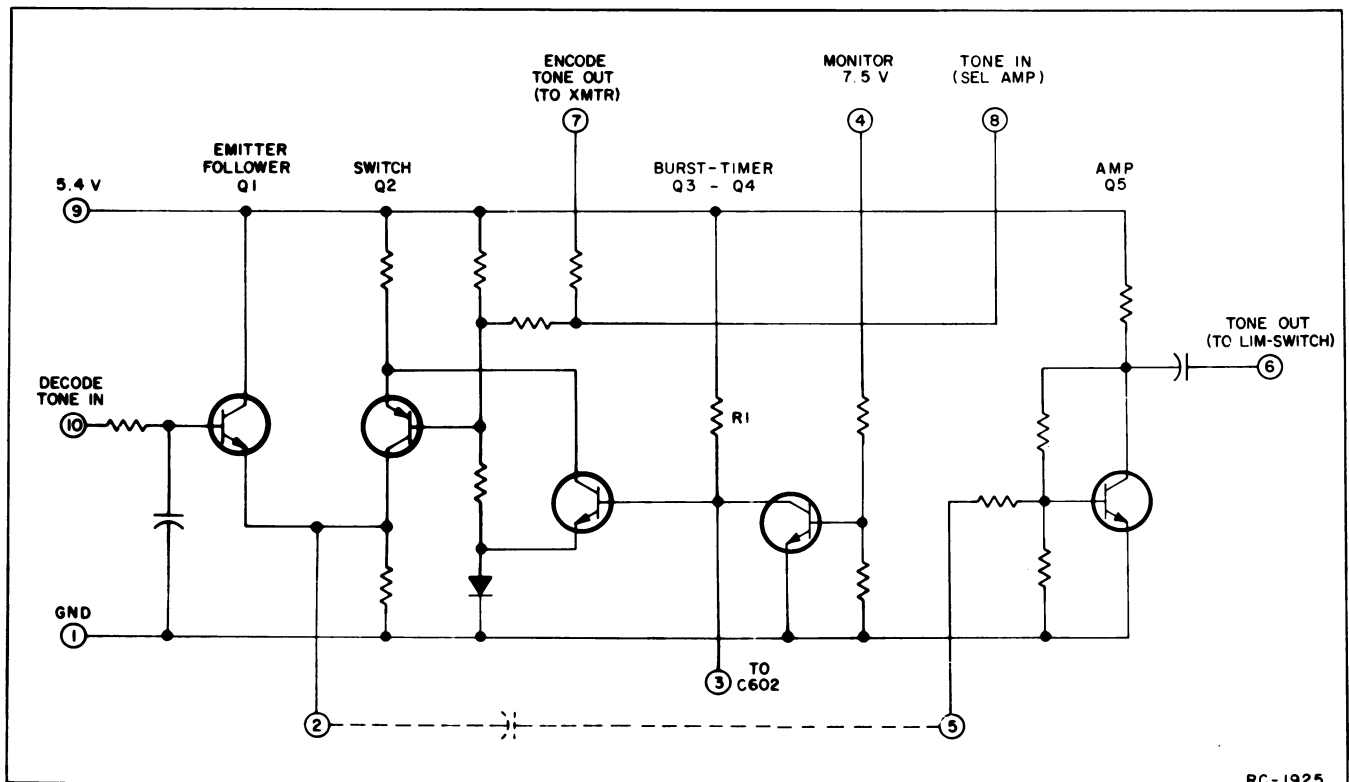 ENCODE
TONE OUT
(TO XMTR)
7
MONITOR
7.5 V
4
TONE IN
(SEL AMP)
8
EMITTER
FOLLOWER
Q1
SWITCH
Q2
BURST-TIMER
Q3 - Q4
AMP
Q5
5.4 V
9
TONE OUT
(TO LIM-SWITCH)
6
DECODE
TONE IN
10
R1
GND
1
3
TO
C602
2
5
RC-1925